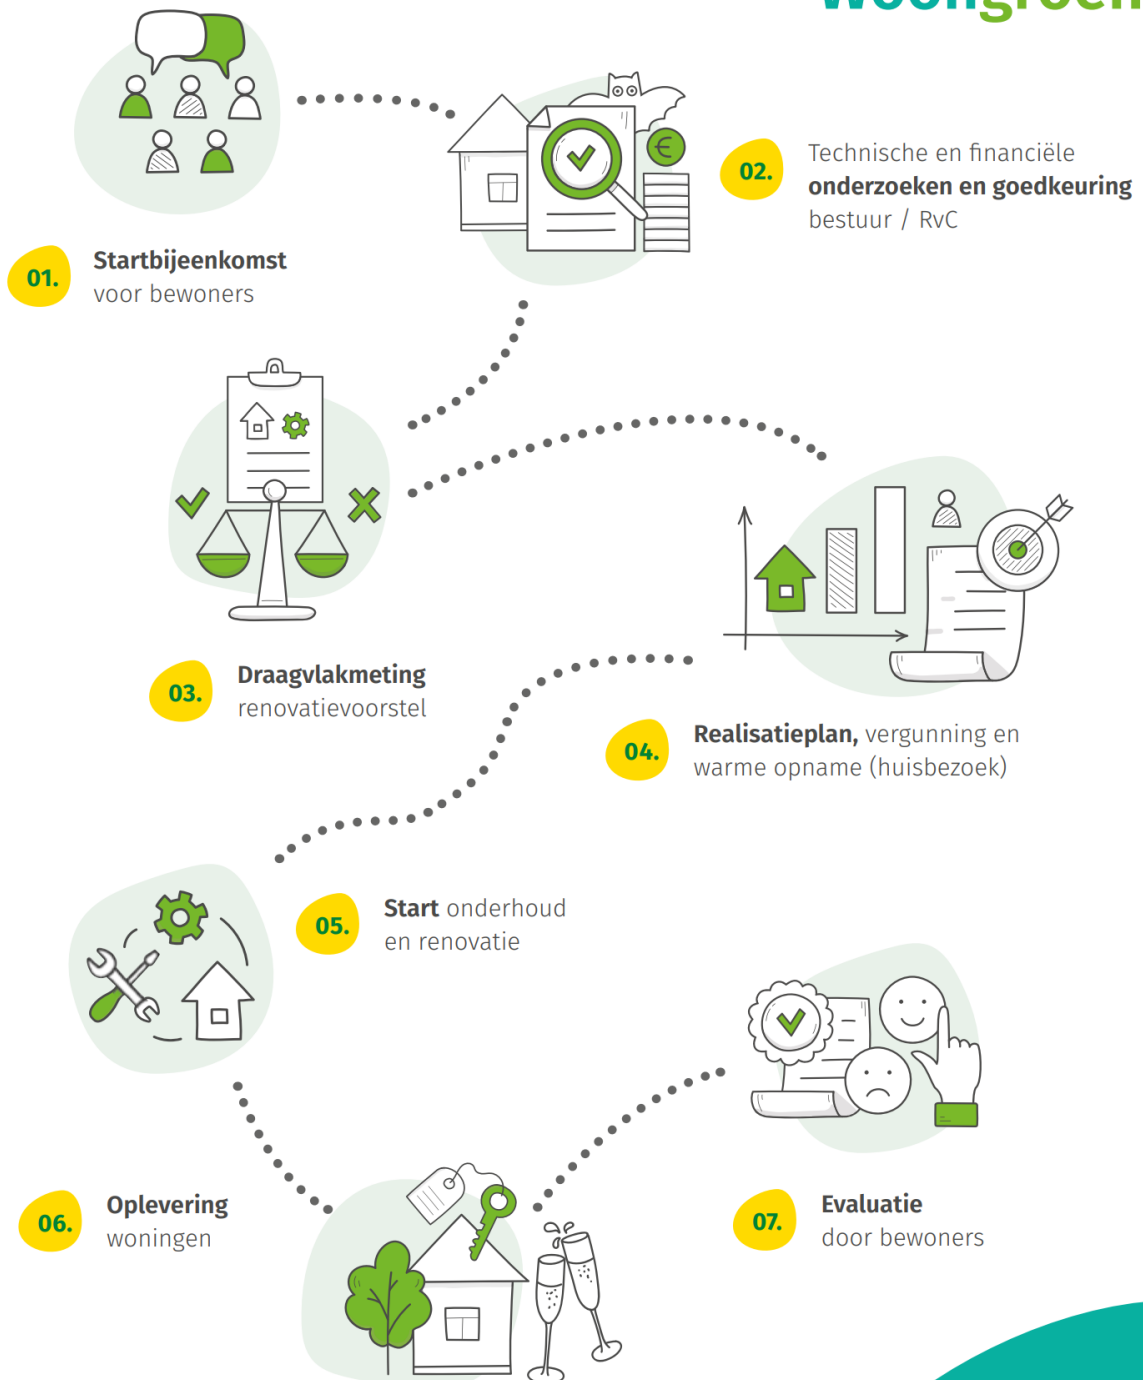 Woongroen
01.
Startbijeenkomst
voor bewoners
02.
Technische en financiële
onderzoeken en goedkeuring
bestuur / RvC
€
03.
Draagvlakmeting
renovatievoorstel
04.
Realisatieplan, vergunning en
warme opname (huisbezoek)
05.
Start onderhoud
en renovatie
06.
Oplevering
woningen
07.
Evaluatie
door bewoners